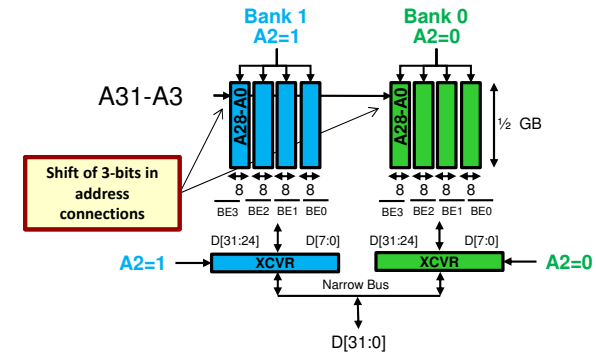 Bank 1
A2=1
Bank 0
A2=0
A31-A3
A28-A0
A28-A0
½ GB
Shift of 3-bits in
address
connections
8 8 8 8
8 8 8 8
BE3 BE2 BE1 BE0
BE3 BE2 BE1 BE0
D[31:24] D[7:0]
D[31:24] D[7:0]
A2=1
XCVR
XCVR
A2=0
Narrow Bus
D[31:0]